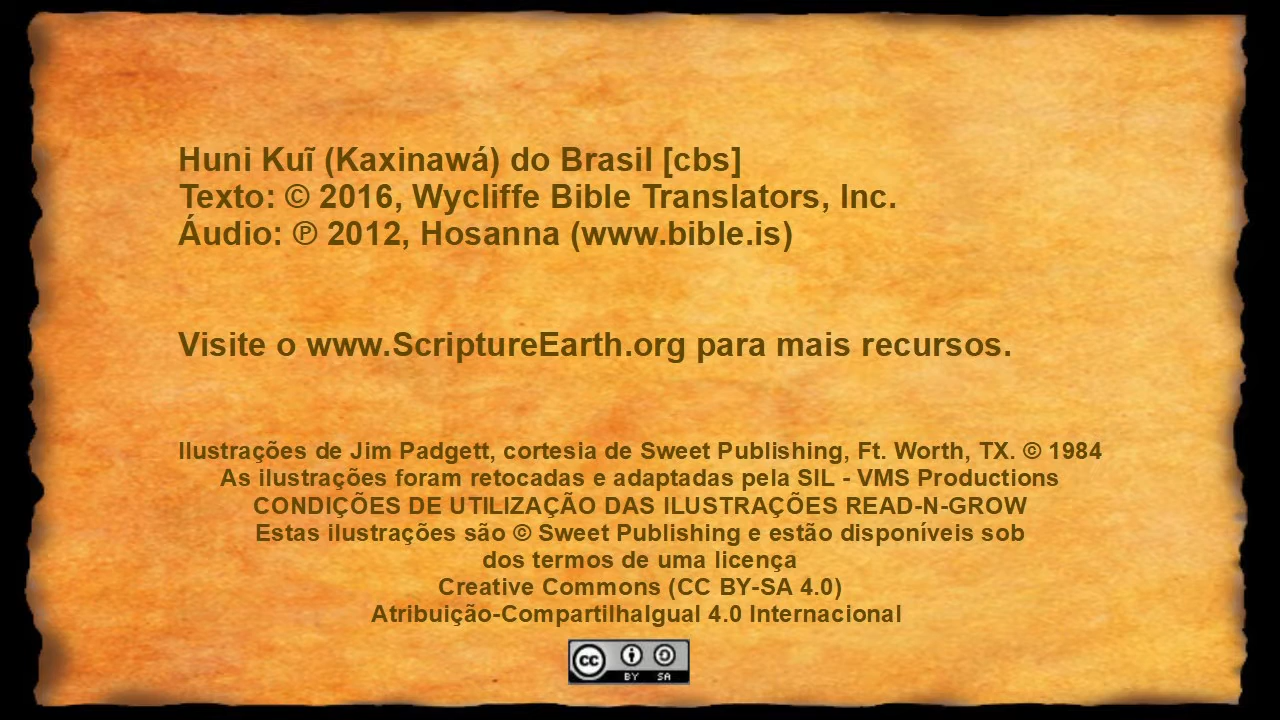 Huni Kuĩ (Kaxinawá) do Brasil [cbs]
Texto: © 2016, Wycliffe Bible Translators, Inc.
Áudio: ℗ 2012, Hosanna (www.bible.is)
Visite o www.ScriptureEarth.org para mais recursos.
Ilustrações de Jim Padgett, cortesia de Sweet Publishing, Ft. Worth, TX. © 1984
As ilustrações foram retocadas e adaptadas pela SIL - VMS Productions
CONDIÇÕES DE UTILIZAÇÃO DAS ILUSTRAÇÕES READ-N-GROW
Estas ilustrações são © Sweet Publishing e estão disponíveis sob
dos termos de uma licença
Creative Commons (CC BY-SA 4.0)
Atribuição-CompartilhaIgual 4.0 Internacional
cc BY SA